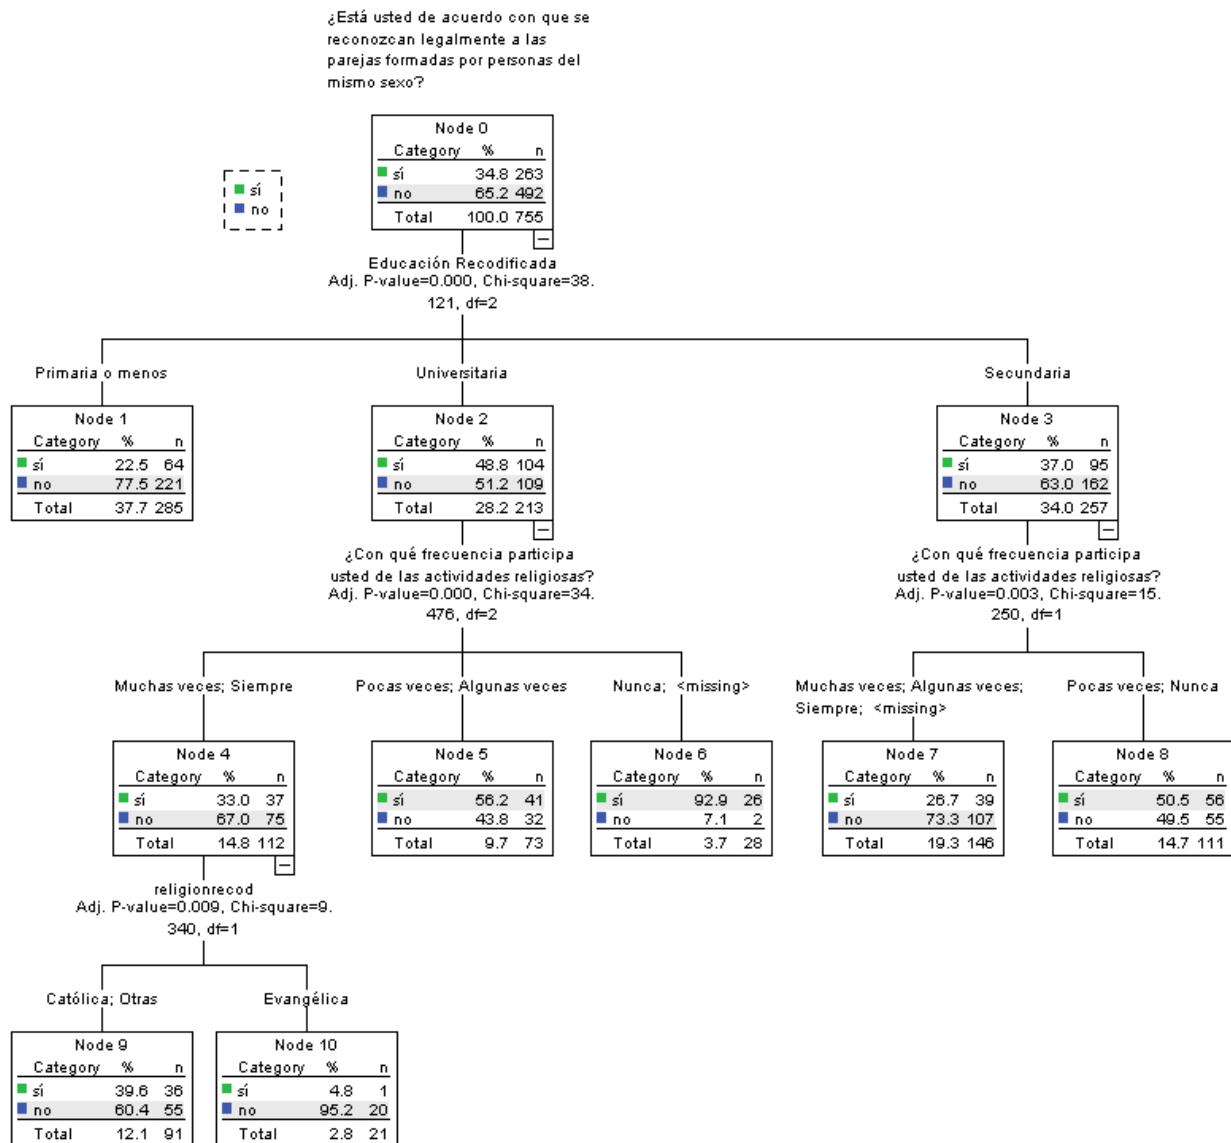 ¿Está usted de acuerdo con que se
reconozcan legalmente a las
parejas formadas por personas del
mismo sexo?
Node 0
Category % n
sí 34.8 263
no 65.2 492
Total 100.0 755
sí
no
Educación Recodificada
Adj. P-value=0.000, Chi-square=38.
121, df=2
Primaria o menos
Universitaria
Secundaria
Node 1
Category % n
sí 22.5 64
no 77.5 221
Total 37.7 285
Node 2
Category % n
sí 48.8 104
no 51.2 109
Total 28.2 213
Node 3
Category % n
sí 37.0 95
no 63.0 162
Total 34.0 257
¿Con qué frecuencia participa
usted de las actividades religiosas?
Adj. P-value=0.000, Chi-square=34.
476, df=2
¿Con qué frecuencia participa
usted de las actividades religiosas?
Adj. P-value=0.003, Chi-square=15.
250, df=1
Muchas veces; Siempre
Pocas veces; Algunas veces
Nunca; <missing>
Muchas veces; Algunas veces;
Siempre; <missing>
Pocas veces; Nunca
Node 4
Category % n
sí 33.0 37
no 67.0 75
Total 14.8 112
Node 5
Category % n
sí 56.2 41
no 43.8 32
Total 9.7 73
Node 6
Category % n
sí 92.9 26
no 7.1 2
Total 3.7 28
Node 7
Category % n
sí 26.7 39
no 73.3 107
Total 19.3 146
Node 8
Category % n
sí 50.5 56
no 49.5 55
Total 14.7 111
religionrecod
Adj. P-value=0.009, Chi-square=9.
340, df=1
Católica; Otras
Evangélica
Node 9
Category % n
sí 39.6 36
no 60.4 55
Total 12.1 91
Node 10
Category % n
sí 4.8 1
no 95.2 20
Total 2.8 21